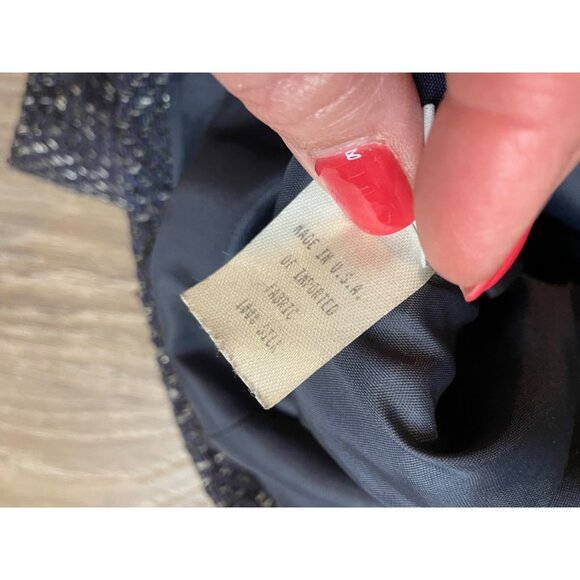 MADE IN U.S.A.
OF IMPORTED
FABRIC
100% SILK